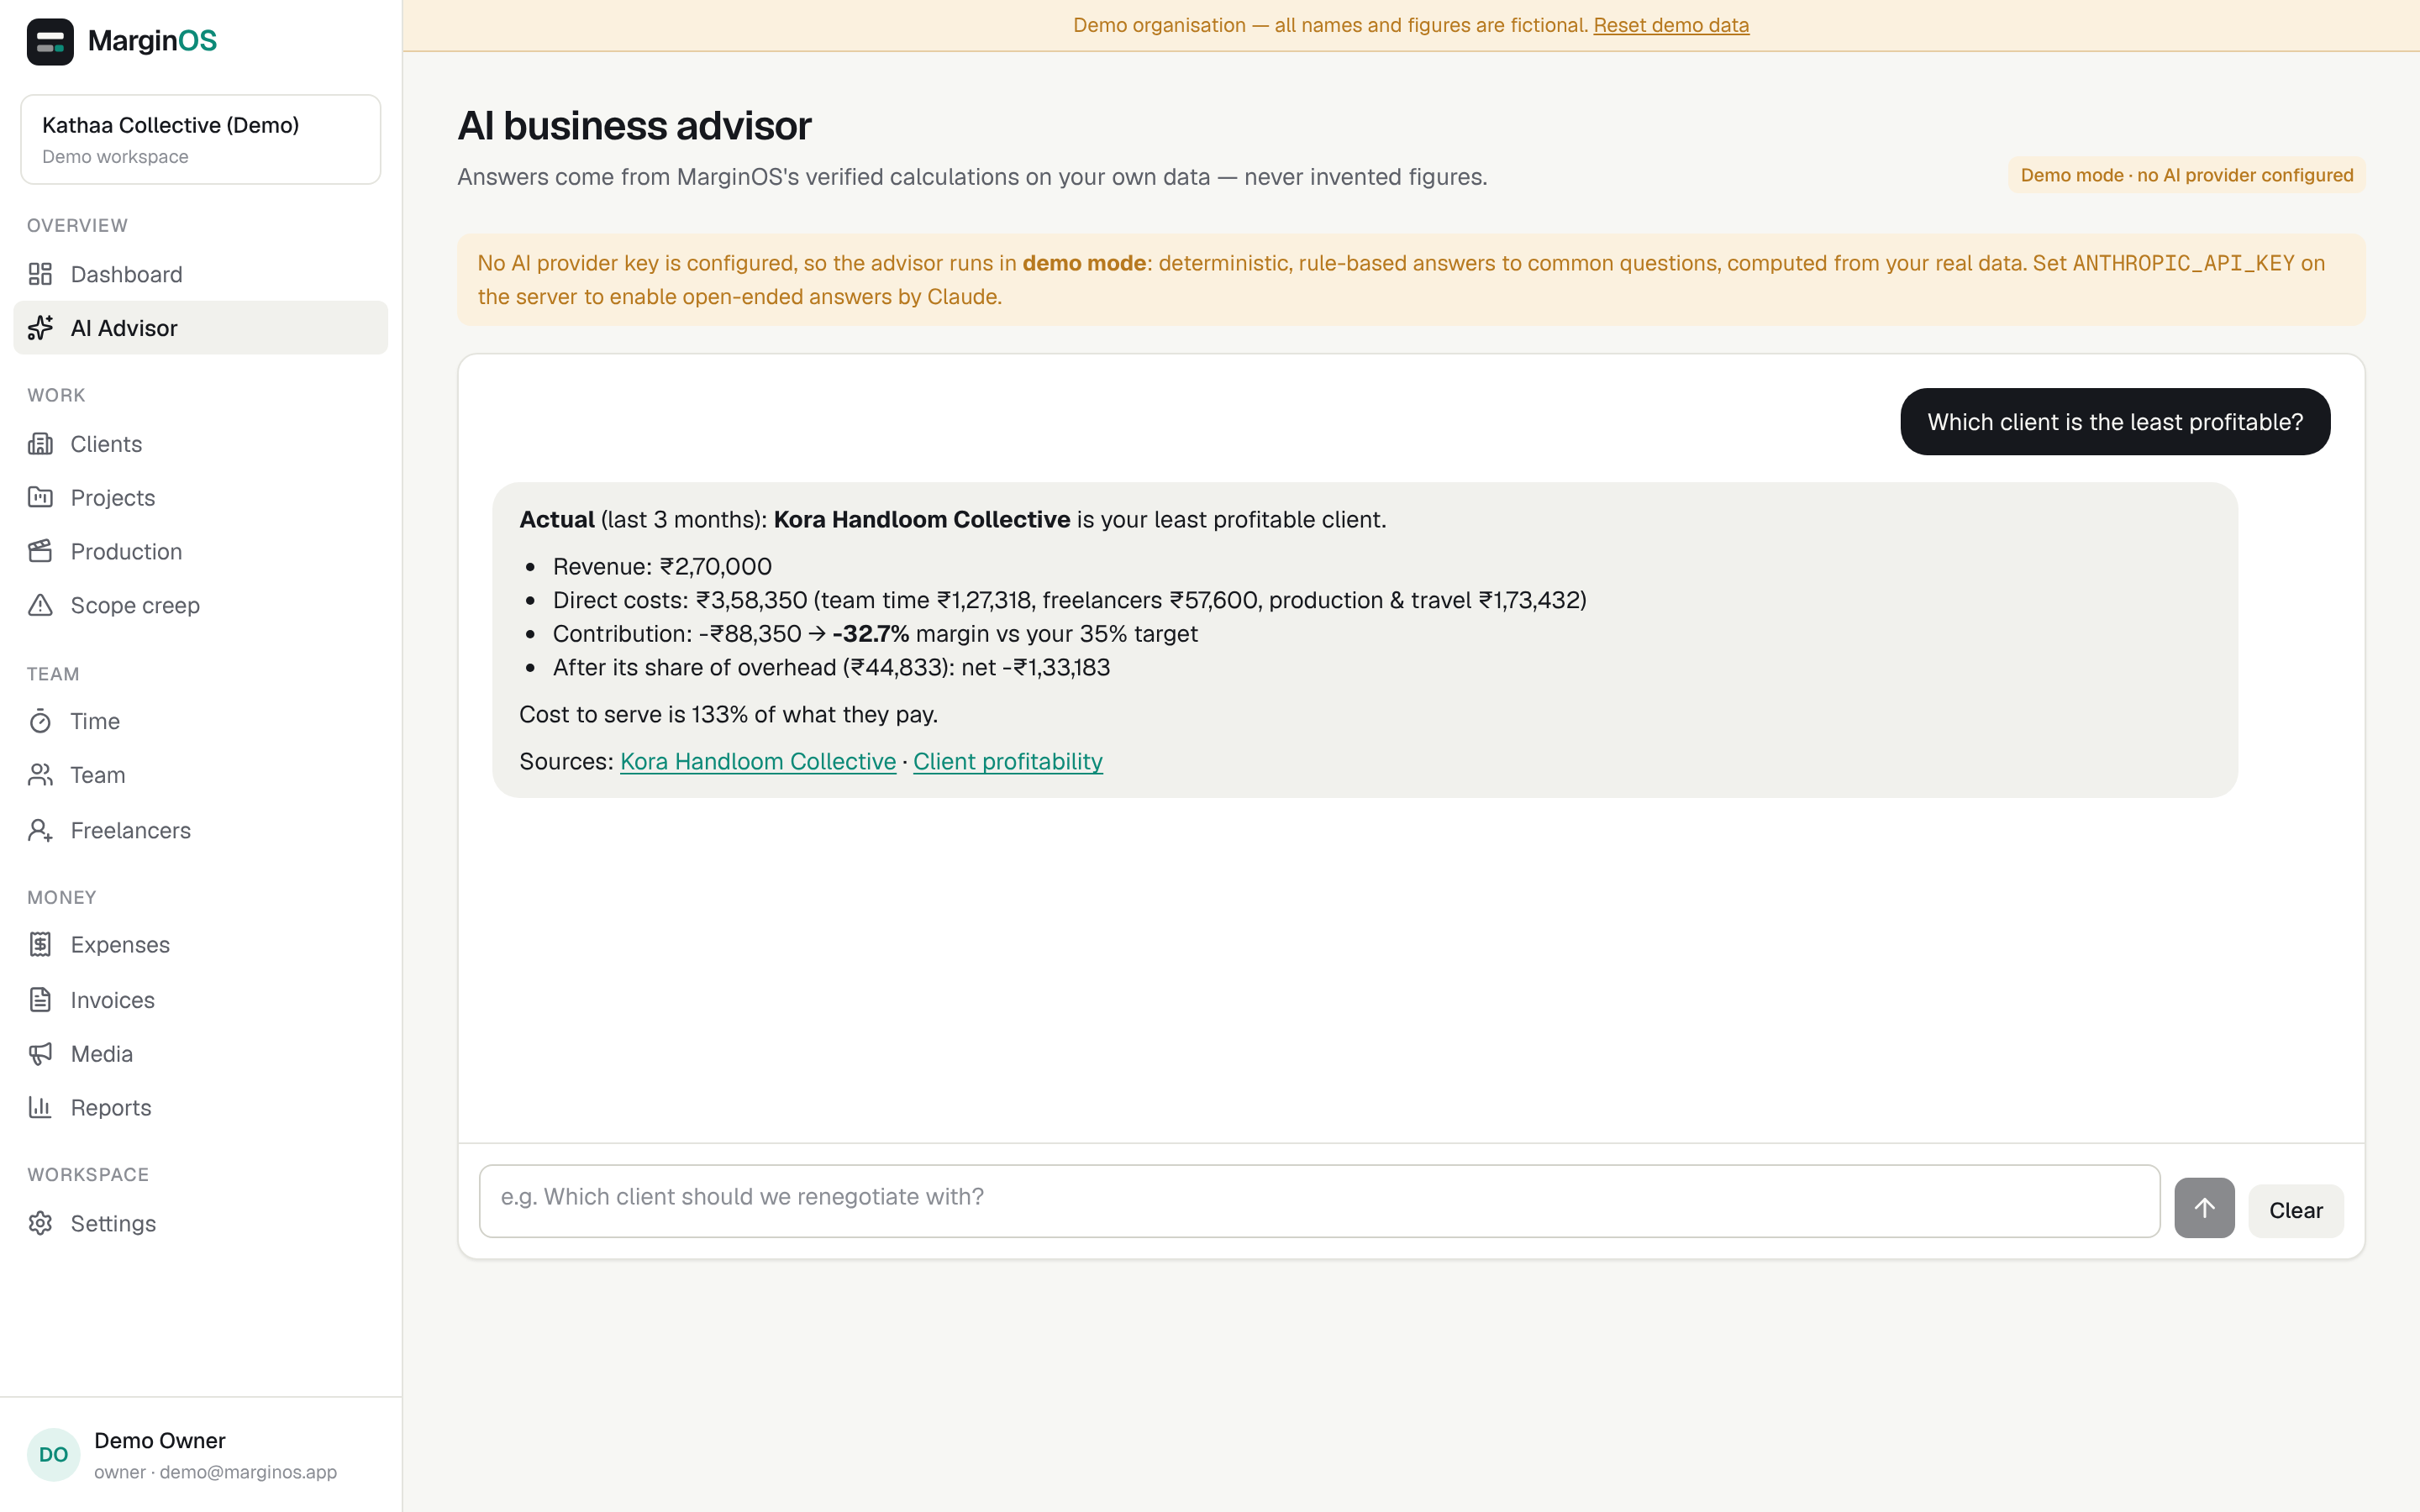 MarginOS
Kathaa Collective (Demo)
Demo workspace
OVERVIEW
Dashboard
AI Advisor
WORK
Clients
Projects
Production
Scope creep
TEAM
Time
Team
Freelancers
MONEY
Expenses
Invoices
Media
Reports
WORKSPACE
Settings
DO
Demo Owner
owner · demo@marginos.app
Demo organisation — all names and figures are fictional. Reset demo data
AI business advisor
Answers come from MarginOS's verified calculations on your own data — never invented figures.
Demo mode · no AI provider configured
No AI provider key is configured, so the advisor runs in demo mode: deterministic, rule-based answers to common questions, computed from your real data. Set ANTHROPIC_API_KEY on
the server to enable open-ended answers by Claude.
Which client is the least profitable?
Actual (last 3 months): Kora Handloom Collective is your least profitable client.
• Revenue: ₹2,70,000
• Direct costs: ₹3,58,350 (team time ₹1,27,318, freelancers ₹57,600, production & travel ₹1,73,432)
• Contribution: -₹88,350 → -32.7% margin vs your 35% target
• After its share of overhead (₹44,833): net -₹1,33,183
Cost to serve is 133% of what they pay.
Sources: Kora Handloom Collective · Client profitability
e.g. Which client should we renegotiate with?
Clear